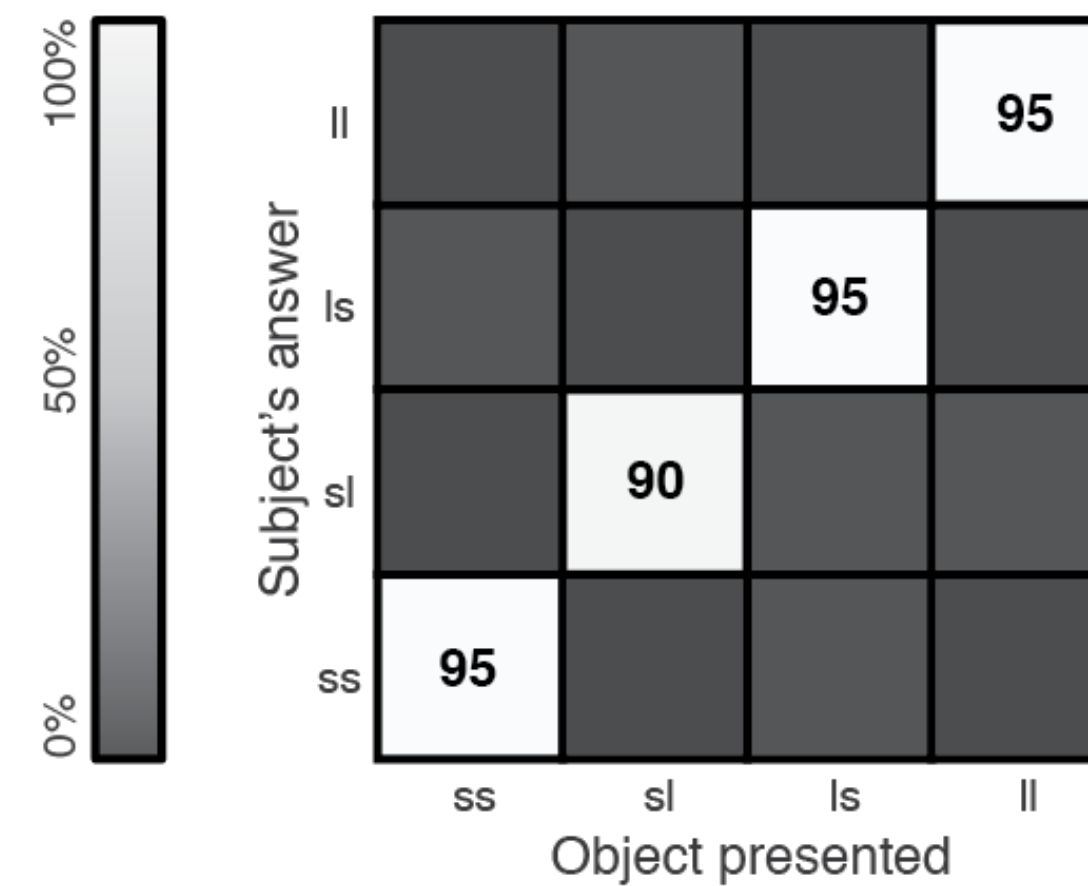 100%
50%
0%
Subject’s answer
ll
95
ls
95
sl
90
ss
95
ss sl ls ll
Object presented